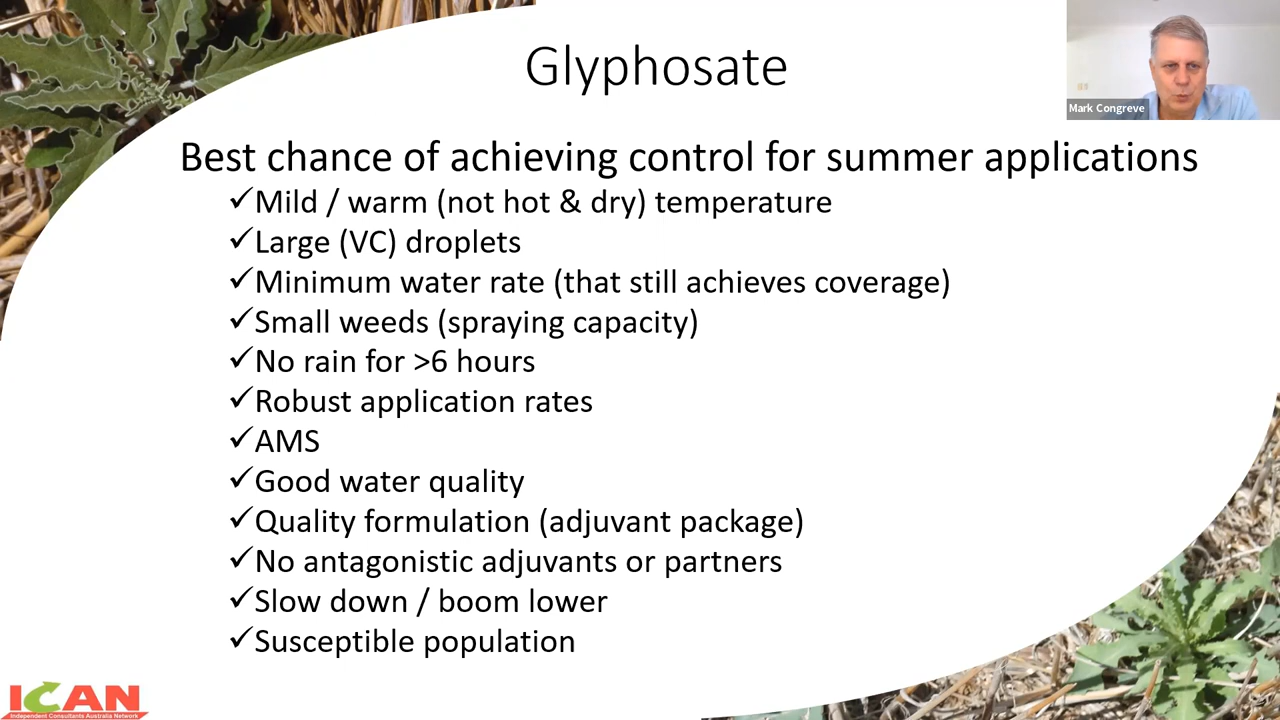 Glyphosate
Mark Congreve
Best chance of achieving control for summer applications
✓Mild / warm (not hot & dry) temperature
✓Large (VC) droplets
✓Minimum water rate (that still achieves coverage)
✓Small weeds (spraying capacity)
✓No rain for >6 hours
✓Robust application rates
✓AMS
✓Good water quality
✓Quality formulation (adjuvant package)
✓No antagonistic adjuvants or partners
✓Slow down / boom lower
✓Susceptible population
ICAN
Independent Consultants Australia Network